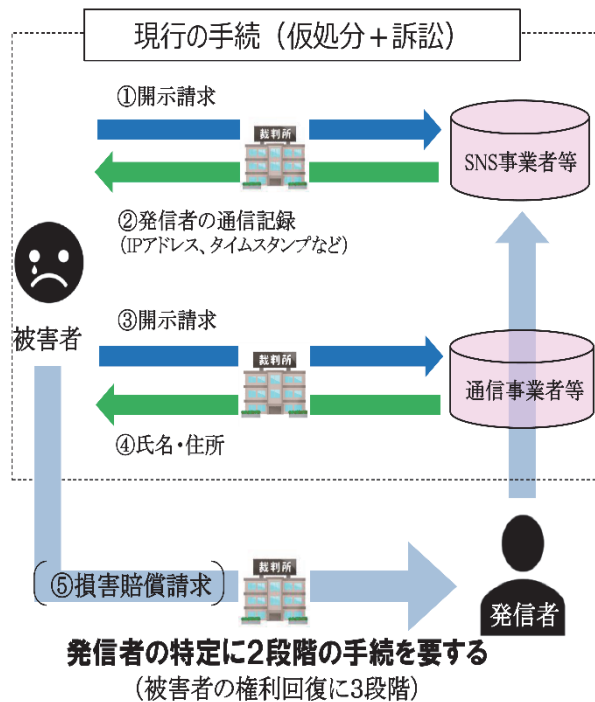 現行の手続（仮処分＋訴訟）
①開示請求
裁判所
SNS事業者等
②発信者の通信記録
（IPアドレス、タイムスタンプなど）
被害者
③開示請求
裁判所
通信事業者等
④氏名・住所
裁判所
⑤損害賠償請求
発信者
発信者の特定に2段階の手続を要する
（被害者の権利回復に3段階）